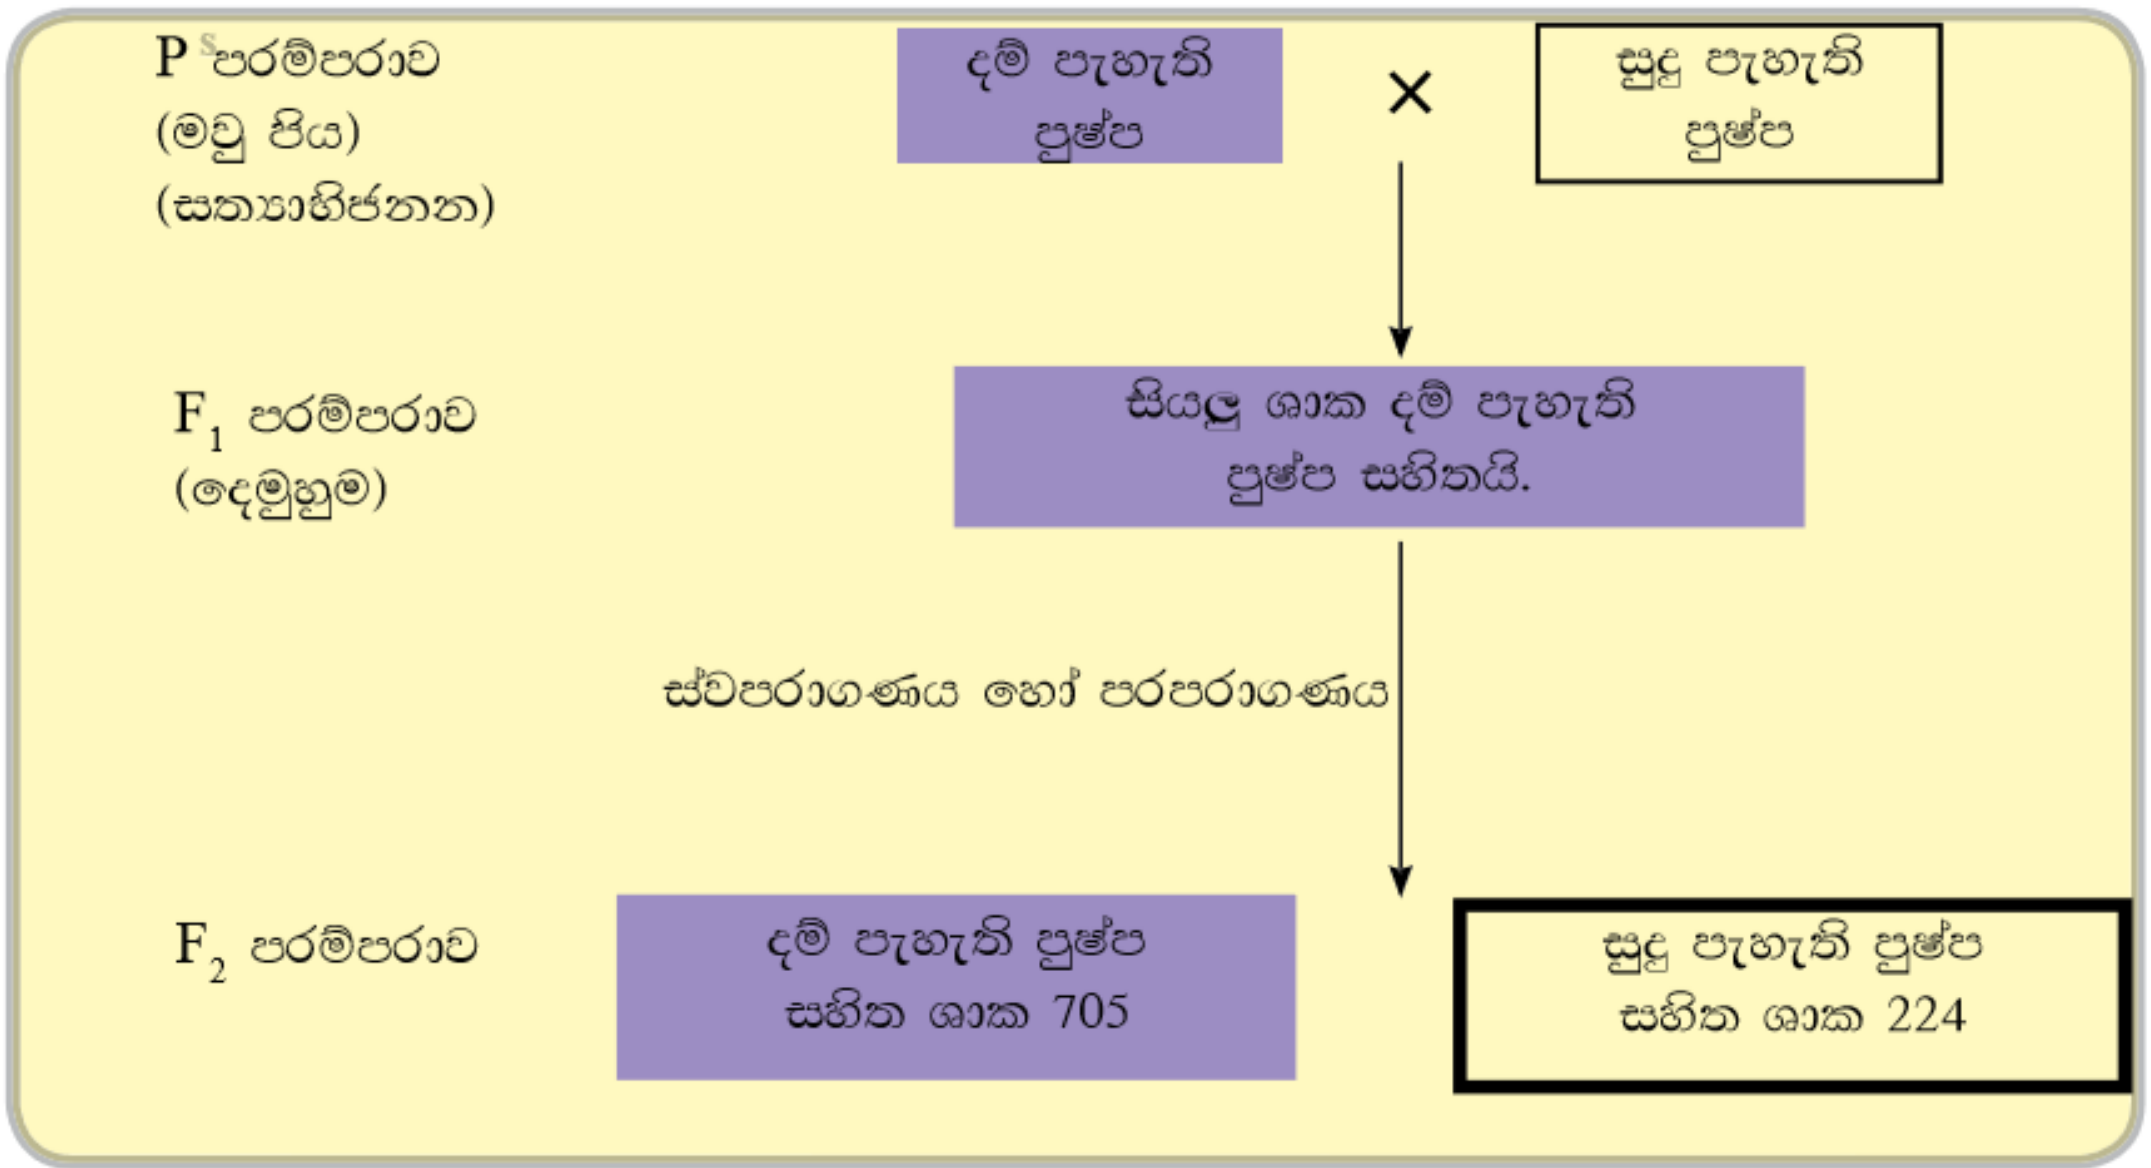 P s පරම්පරාව
(මවු පිය)
(සත්‍යාභිජනන)
දම් පැහැති
පුෂ්ප
×
සුදු පැහැති
පුෂ්ප
F₁ පරම්පරාව
(දෙමුහුම)
සියලු ශාක දම් පැහැති
පුෂ්ප සහිතයි.
ස්වපරාගණය හෝ පරපරාගණය
F₂ පරම්පරාව
දම් පැහැති පුෂ්ප
සහිත ශාක 705
සුදු පැහැති පුෂ්ප
සහිත ශාක 224